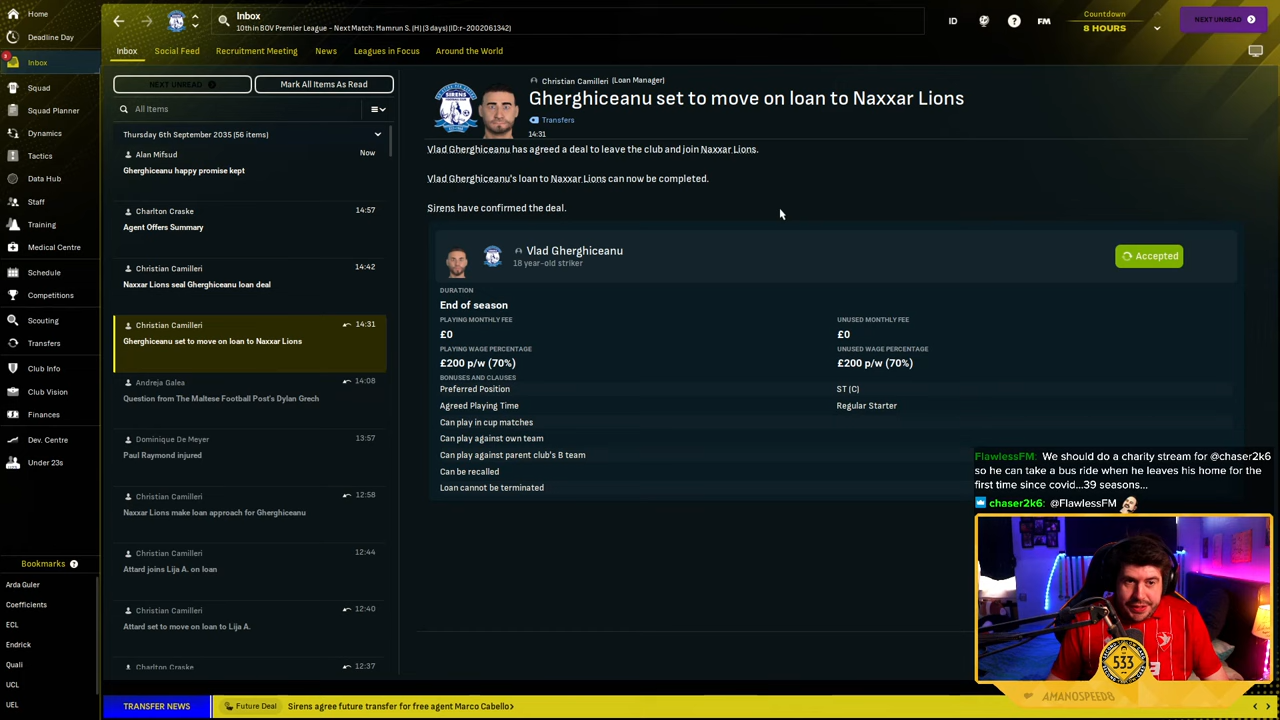 Home
Deadline Day
Inbox
Squad
Squad Planner
Dynamics
Tactics
Data Hub
Staff
Training
Medical Centre
Schedule
Competitions
Scouting
Transfers
Club Info
Club Vision
Finances
Dev. Centre
Under 23s
Bookmarks
Arda Guler
Coefficients
ECL
Endrick
Quali
UCL
UEL
Inbox
10th in BOV Premier League - Next Match: Mamrun S. (H) (3 days) (ID:r-2002061342)
ID
FM
Countdown
8 HOURS
NEXT UNREAD
Inbox
Social Feed
Recruitment Meeting
News
Leagues in Focus
Around the World
NEXT UNREAD
Mark All Items As Read
All Items
Thursday 6th September 2035 (56 items)
Alan Mifsud
Now
Gherghiceanu happy promise kept
Charlton Craske
14:57
Agent Offers Summary
Christian Camilleri
14:42
Naxxar Lions seal Gherghiceanu loan deal
Christian Camilleri
14:31
Gherghiceanu set to move on loan to Naxxar Lions
Andreja Galea
14:08
Question from The Maltese Football Post's Dylan Grech
Dominique De Meyer
13:57
Paul Raymond injured
Christian Camilleri
12:58
Naxxar Lions make loan approach for Gherghiceanu
Christian Camilleri
12:44
Attard joins Lija A. on loan
Christian Camilleri
12:40
Attard set to move on loan to Lija A.
Charlton Craske
12:37
SIRENS
Christian Camilleri (Loan Manager)
Gherghiceanu set to move on loan to Naxxar Lions
Transfers
14:31
Vlad Gherghiceanu has agreed a deal to leave the club and join Naxxar Lions.
Vlad Gherghiceanu's loan to Naxxar Lions can now be completed.
Sirens have confirmed the deal.
Vlad Gherghiceanu
18 year-old striker
Accepted
DURATION
End of season
PLAYING MONTHLY FEE
£0
UNUSED MONTHLY FEE
£0
PLAYING WAGE PERCENTAGE
£200 p/w (70%)
UNUSED WAGE PERCENTAGE
£200 p/w (70%)
BONUSES AND CLAUSES
Preferred Position
ST (C)
Agreed Playing Time
Regular Starter
Can play in cup matches
Can play against own team
Can play against parent club's B team
Can be recalled
Loan cannot be terminated
FlawlessFM: We should do a charity stream for @chaser2k6
so he can take a bus ride when he leaves his home for
the first time since covid...39 seasons...
chaser2k6: @FlawlessFM
533
AMANOSPEED8
TRANSFER NEWS
Future Deal
Sirens agree future transfer for free agent Marco Cabello>